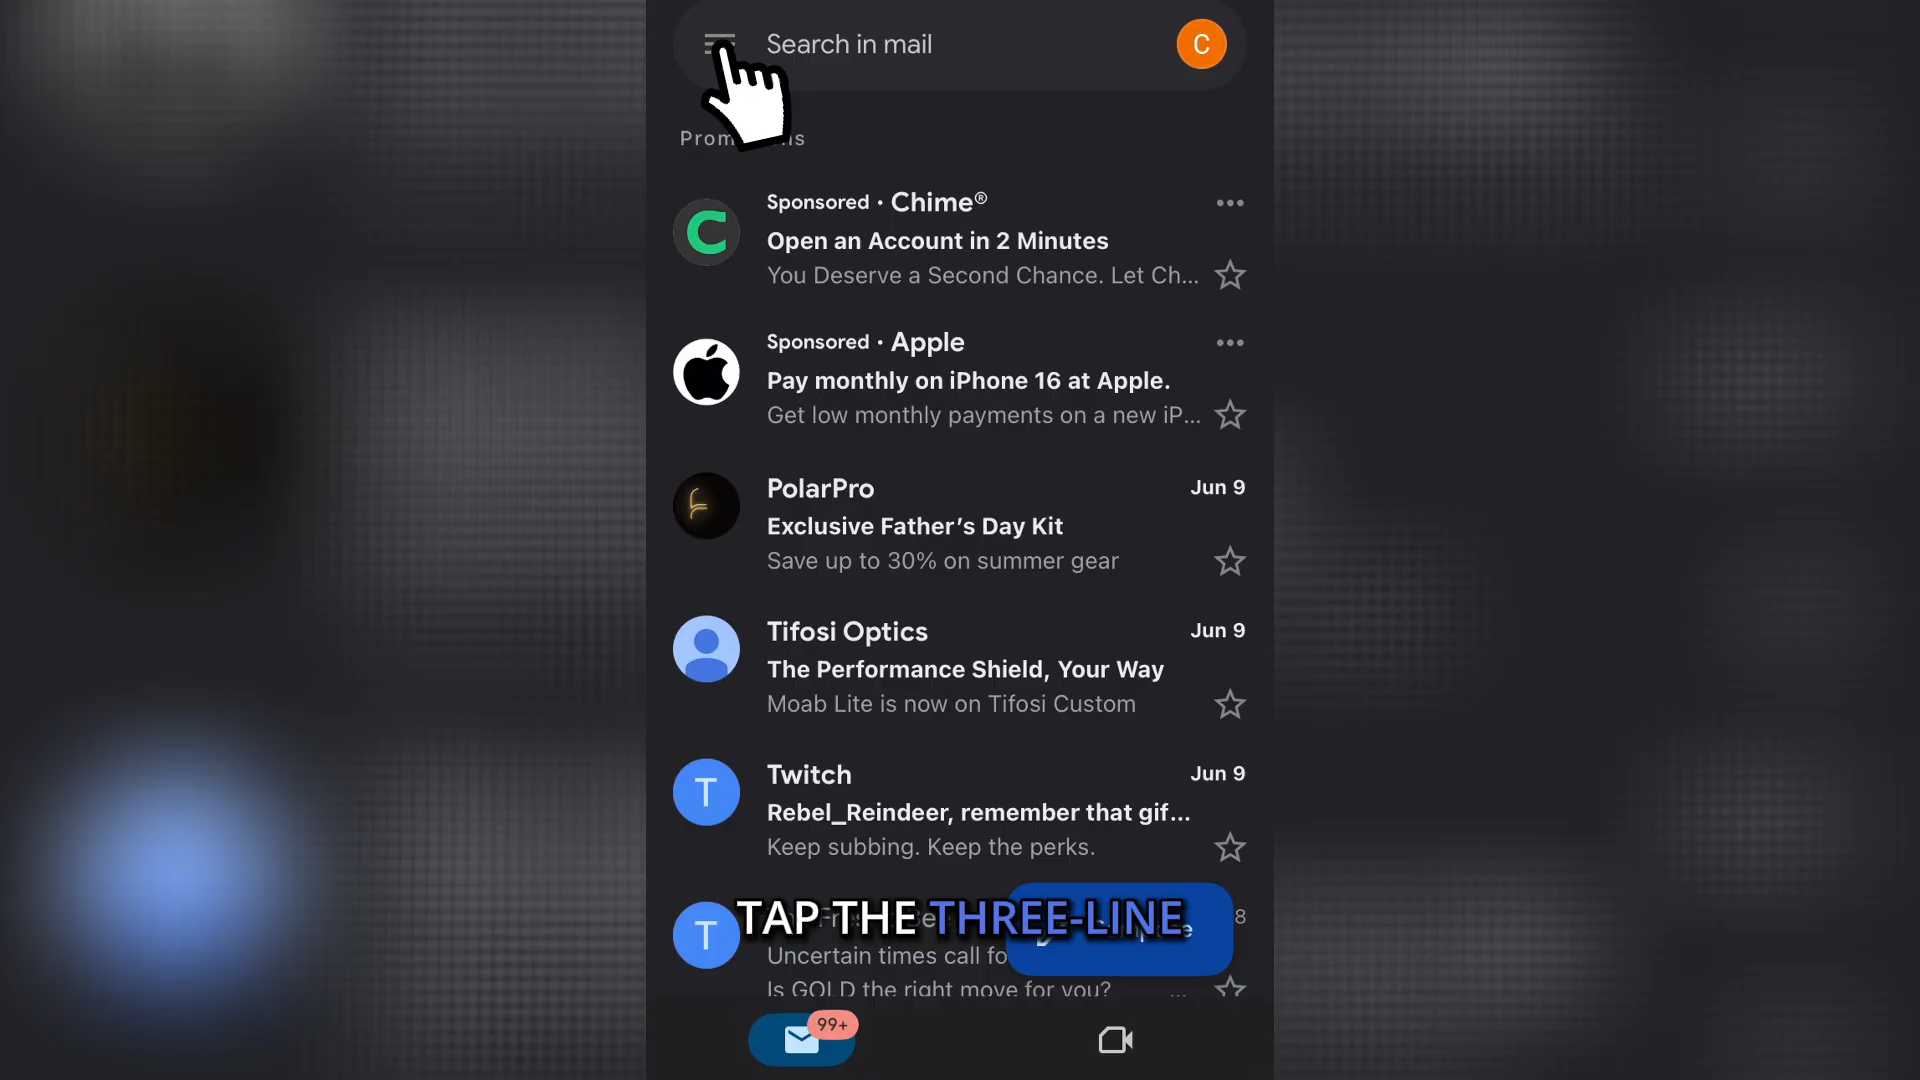 Search in mail
C
Sponsored • Chime®
Open an Account in 2 Minutes
You Deserve a Second Chance. Let Ch...
Sponsored • Apple
Pay monthly on iPhone 16 at Apple.
Get low monthly payments on a new iP...
PolarPro
Jun 9
Exclusive Father’s Day Kit
Save up to 30% on summer gear
Tifosi Optics
Jun 9
The Performance Shield, Your Way
Moab Lite is now on Tifosi Custom
T
Twitch
Jun 9
Rebel_Reindeer, remember that gif...
Keep subbing. Keep the perks.
T
TAP THE THREE-LINE
8
Uncertain times call fo
Is GOLD the right move for you?
...
99+